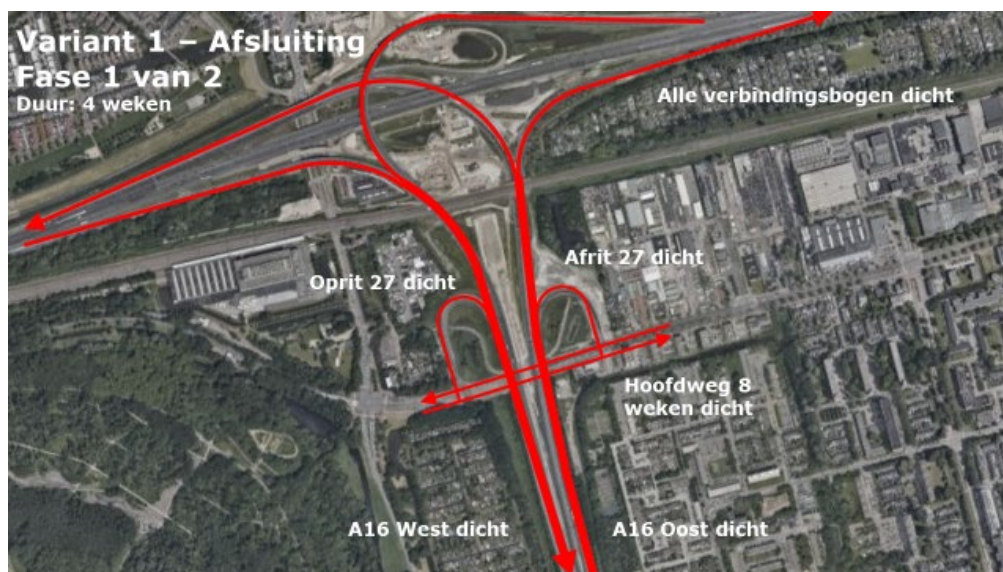 Variant 1 – Afsluiting
Fase 1 van 2
Duur: 4 weken
Alle verbindingsbogen dicht
Oprit 27 dicht
Afrit 27 dicht
Hoofdweg 8
weken dicht
A16 West dicht
A16 Oost dicht